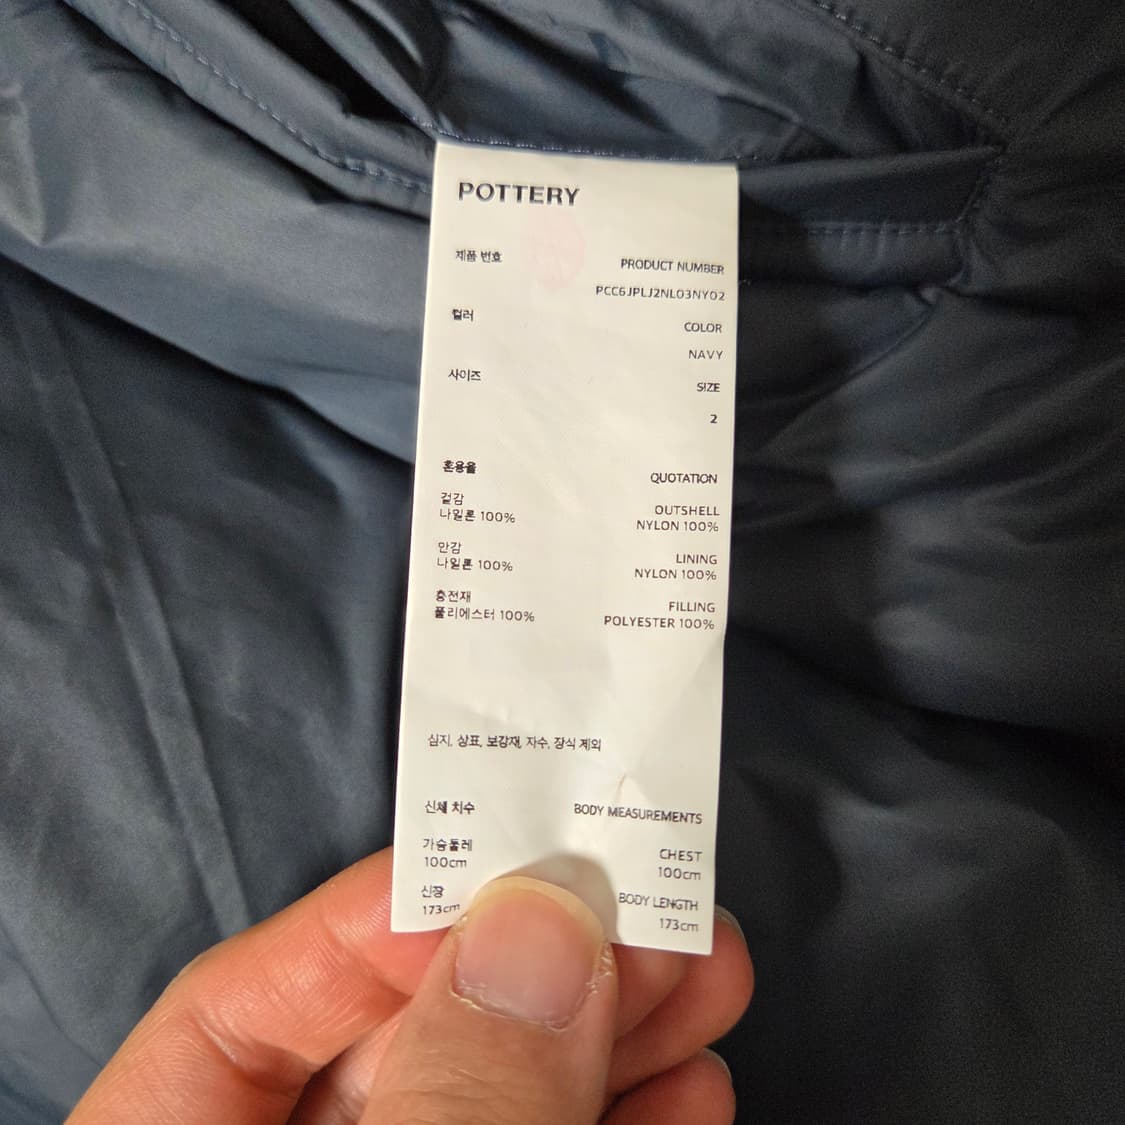 POTTERY
제품 번호 PRODUCT NUMBER
PCC6JPLJ2NL03NY02
컬러 COLOR
NAVY
사이즈 SIZE
2
혼용율 QUOTATION
겉감 OUTSHELL
나일론 100% NYLON 100%
안감 LINING
나일론 100% NYLON 100%
충전재 FILLING
폴리에스터 100% POLYESTER 100%
심지, 상표, 보강재, 자수, 장식 제외
신체 치수 BODY MEASUREMENTS
가슴둘레 CHEST
100cm 100cm
신장 BODY LENGTH
173cm 173cm